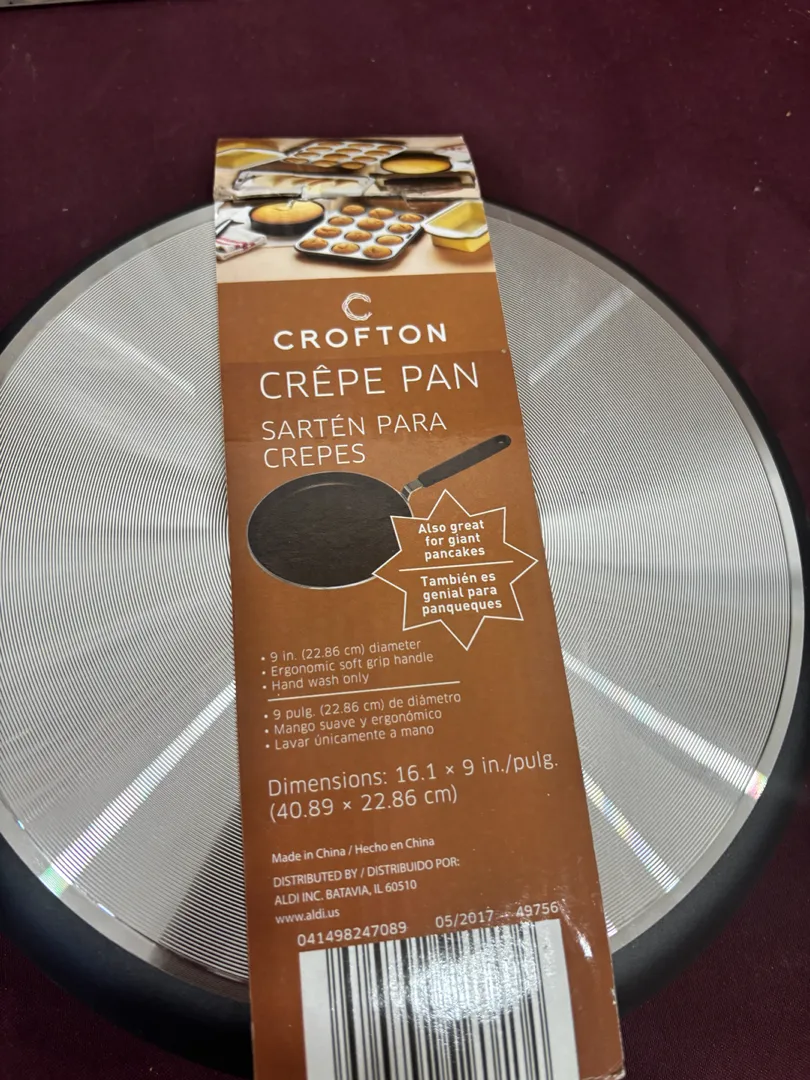 CROFTON
CRÊPE PAN
SARTÉN PARA
CREPES
Also great
for giant
pancakes
También es
genial para
panqueques
• 9 in. (22.86 cm) diameter
• Ergonomic soft grip handle
• Hand wash only
• 9 pulg. (22.86 cm) de diámetro
• Mango suave y ergonómico
• Lavar únicamente a mano
Dimensions: 16.1 × 9 in./pulg.
(40.89 × 22.86 cm)
Made in China / Hecho en China
DISTRIBUTED BY / DISTRIBUIDO POR:
ALDI INC. BATAVIA, IL 60510
www.aldi.us
041498247089 05/2017 49756